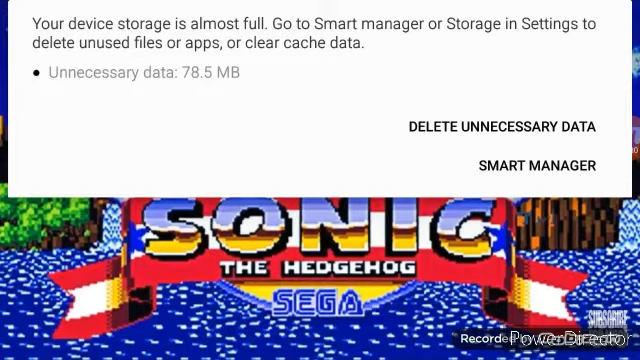 Your device storage is almost full. Go to Smart manager or Storage in Settings to
delete unused files or apps, or clear cache data.
● Unnecessary data: 78.5 MB
DELETE UNNECESSARY DATA
SMART MANAGER
SONIC
THE HEDGEHOG
SEGA
SUBSCRIBE
Recorded
PowerDirector